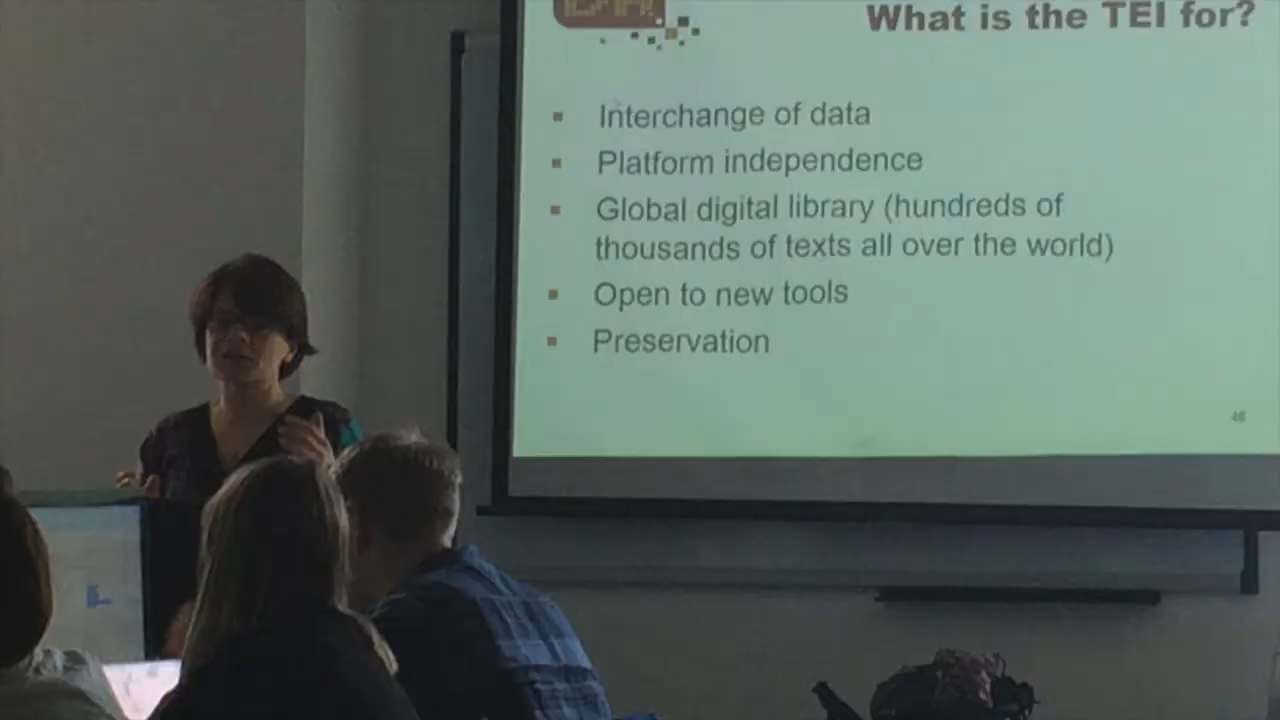 What is the TEI for?
▪ Interchange of data
▪ Platform independence
▪ Global digital library (hundreds of
thousands of texts all over the world)
▪ Open to new tools
▪ Preservation
46